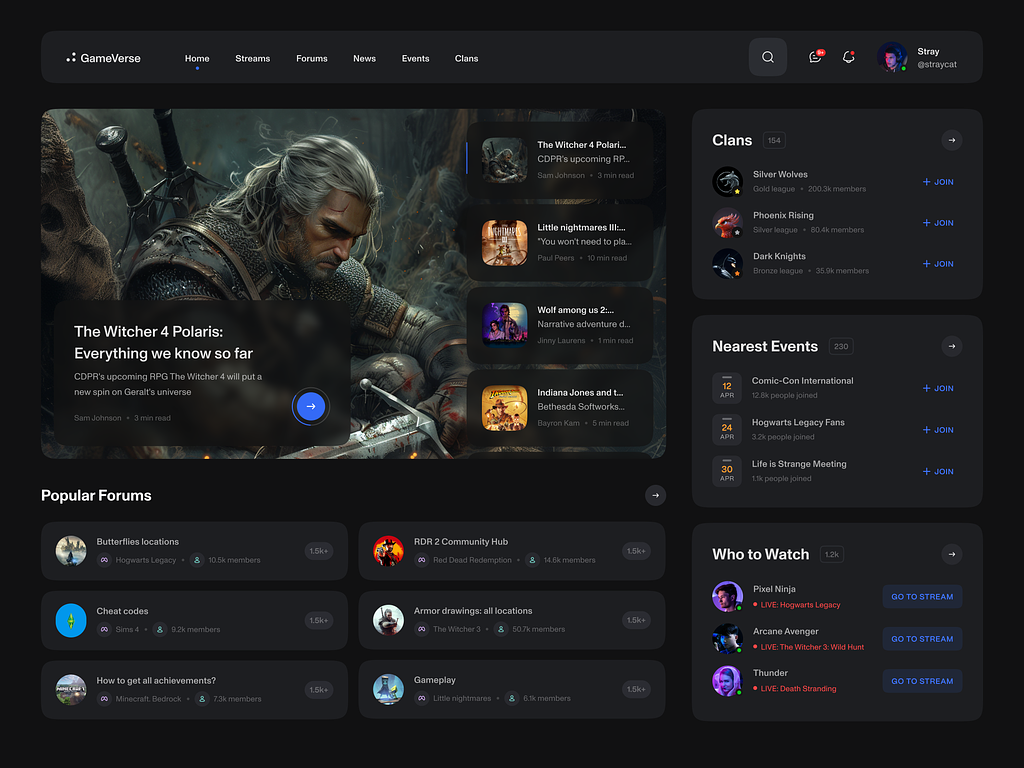 GameVerse
Home
Streams
Forums
News
Events
Clans
9+
Stray
@straycat
The Witcher 4 Polaris:
Everything we know so far
CDPR's upcoming RPG The Witcher 4 will put a
new spin on Geralt's universe
Sam Johnson • 3 min read
The Witcher 4 Polari...
CDPR's upcoming RP...
Sam Johnson • 3 min read
NIGHTMARES
III
Little nightmares III:...
"You won't need to pla...
Paul Peers • 10 min read
Wolf among us 2:...
Narrative adventure d...
Jinny Laurens • 1 min read
Indiana Jones and t...
Bethesda Softworks...
Bayron Kam • 5 min read
Clans
154
Silver Wolves
Gold league • 200.3k members
+ JOIN
Phoenix Rising
Silver league • 80.4k members
+ JOIN
Dark Knights
Bronze league • 35.9k members
+ JOIN
Nearest Events
230
12
APR
Comic-Con International
12.8k people joined
+ JOIN
24
APR
Hogwarts Legacy Fans
3.2k people joined
+ JOIN
30
APR
Life is Strange Meeting
1.1k people joined
+ JOIN
Popular Forums
Butterflies locations
Hogwarts Legacy • 10.5k members
1.5k+
RDR 2 Community Hub
Red Dead Redemption • 14.6k members
1.5k+
Cheat codes
Sims 4 • 9.2k members
1.5k+
Armor drawings: all locations
The Witcher 3 • 50.7k members
1.5k+
MINECRAFT
How to get all achievements?
Minecraft: Bedrock • 7.3k members
1.5k+
Gameplay
Little nightmares • 6.1k members
1.5k+
Who to Watch
1.2k
Pixel Ninja
LIVE: Hogwarts Legacy
GO TO STREAM
Arcane Avenger
LIVE: The Witcher 3: Wild Hunt
GO TO STREAM
Thunder
LIVE: Death Stranding
GO TO STREAM